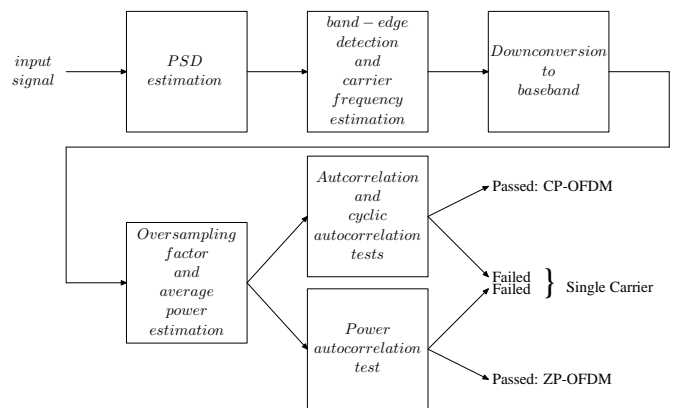 input
signal
PSD
estimation
band − edge
detection
and
carrier
frequency
estimation
Downconversion
to
baseband
Oversampling
factor
and
average
power
estimation
Autcorrelation
and
cyclic
autocorrelation
tests
Power
autocorrelation
test
Passed: CP-OFDM
Failed
Failed
} Single Carrier
Passed: ZP-OFDM